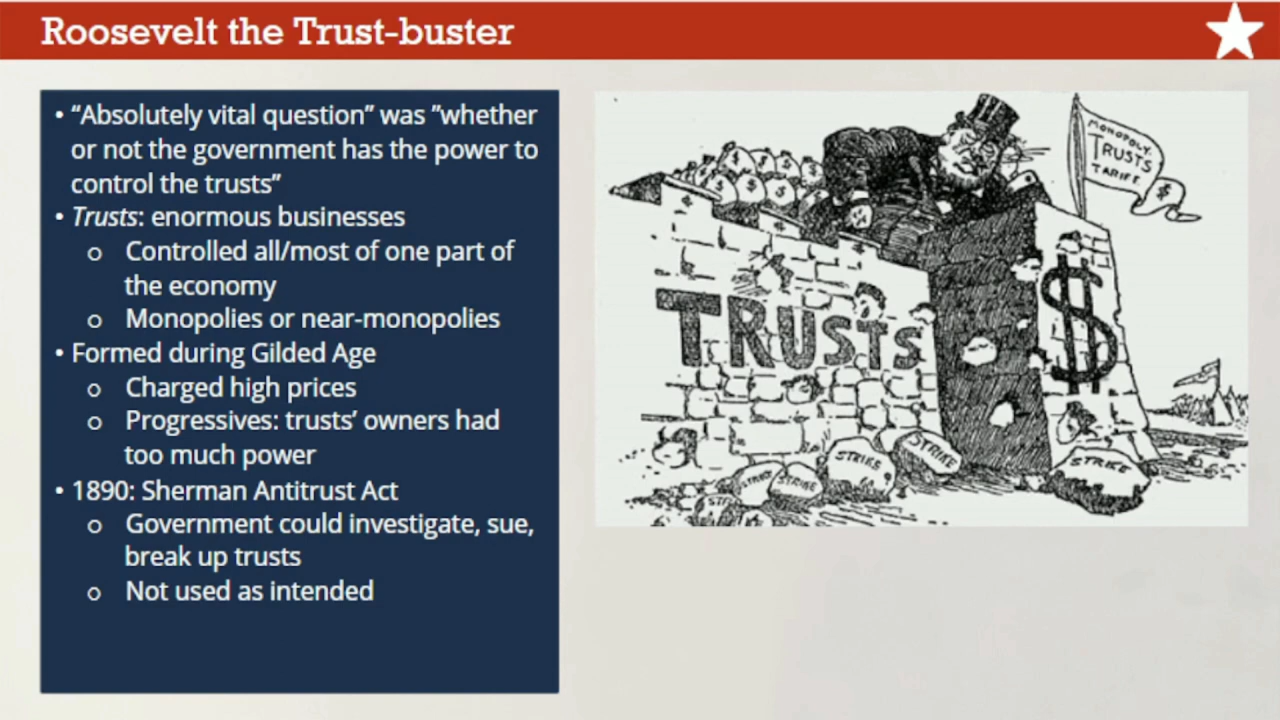 Roosevelt the Trust-buster
• “Absolutely vital question” was ”whether
or not the government has the power to
control the trusts”
• Trusts: enormous businesses
o Controlled all/most of one part of
the economy
o Monopolies or near-monopolies
• Formed during Gilded Age
o Charged high prices
o Progressives: trusts’ owners had
too much power
• 1890: Sherman Antitrust Act
o Government could investigate, sue,
break up trusts
o Not used as intended
MONOPOLY.
TRUSTS
TARIFF.
$
$ $ $ $
$ $ $
TRUSTS
$
STRIKE
STRIKE
STRIKE
STRIKE
STRIKE